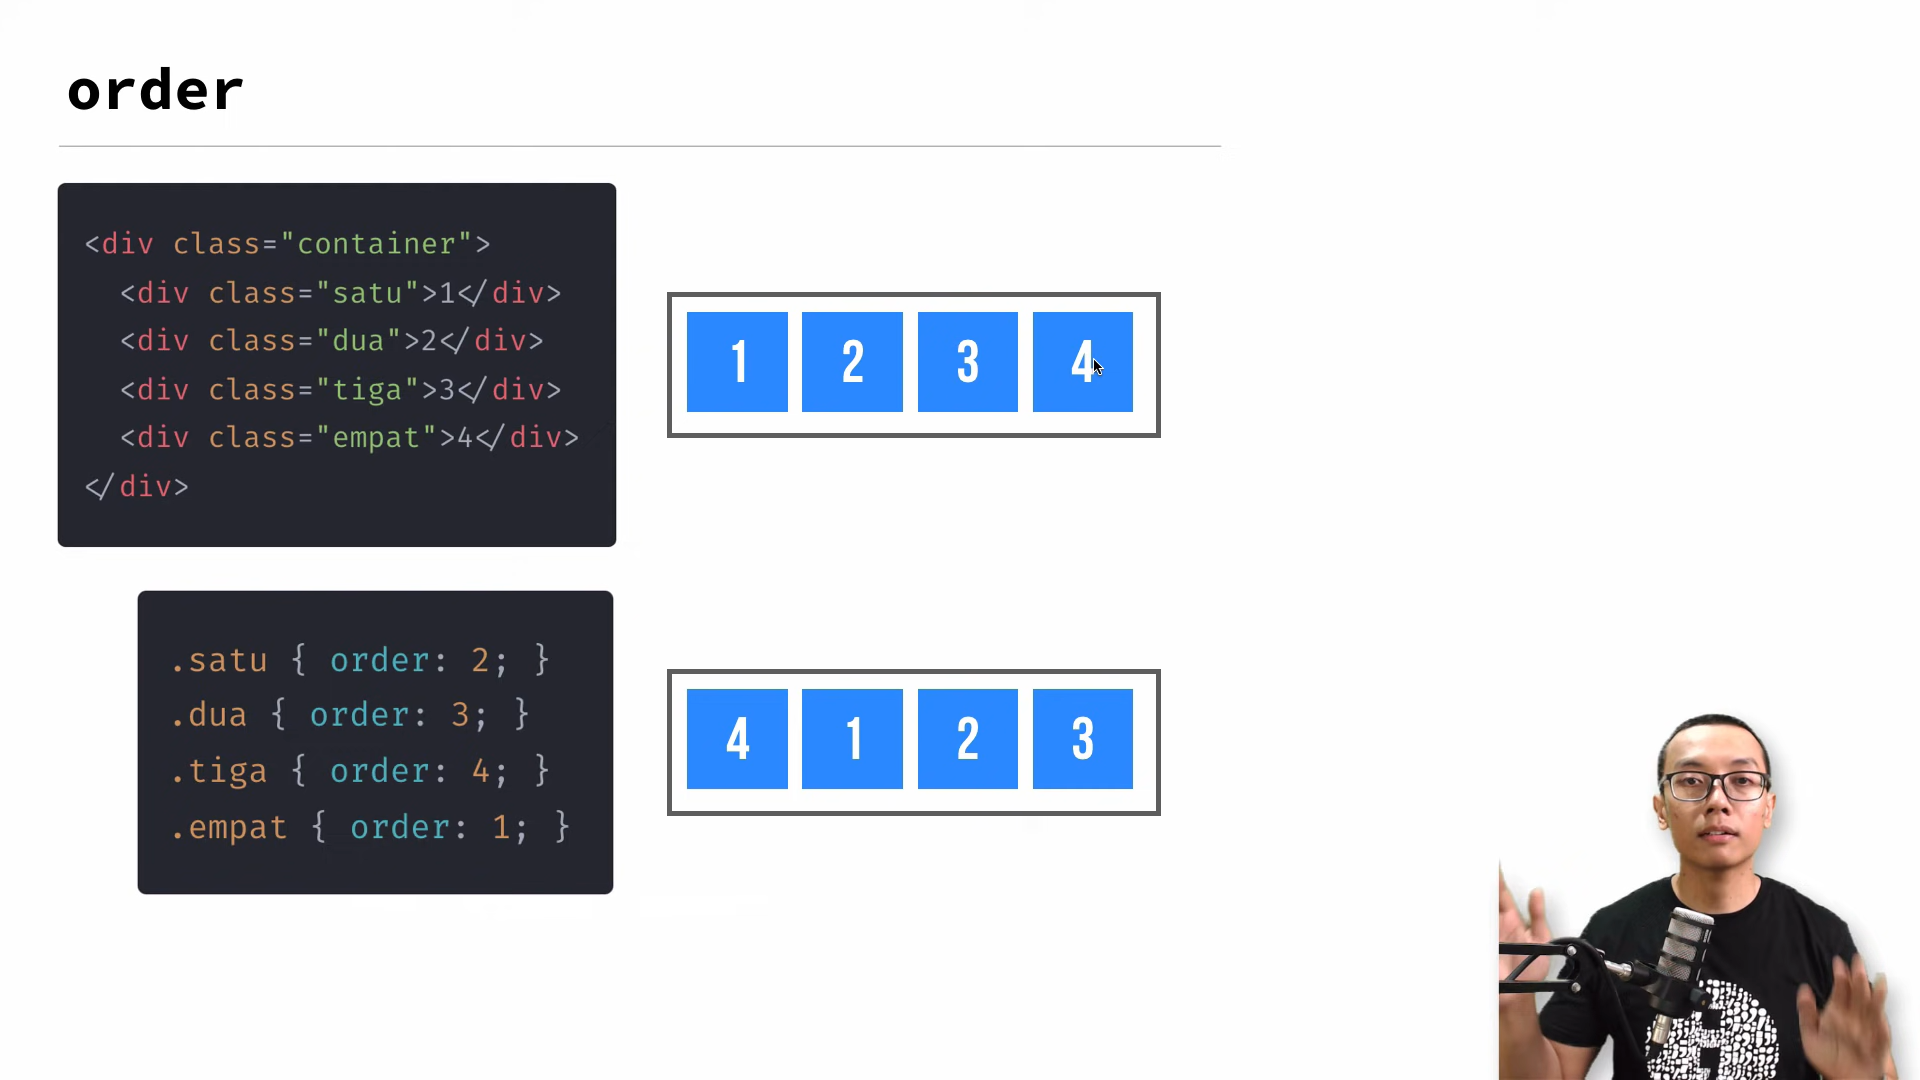 order
<div class="container">
<div class="satu">1</div>
<div class="dua">2</div>
<div class="tiga">3</div>
<div class="empat">4</div>
</div>
1 2 3 4
.satu { order: 2; }
.dua { order: 3; }
.tiga { order: 4; }
.empat { order: 1; }
4 1 2 3